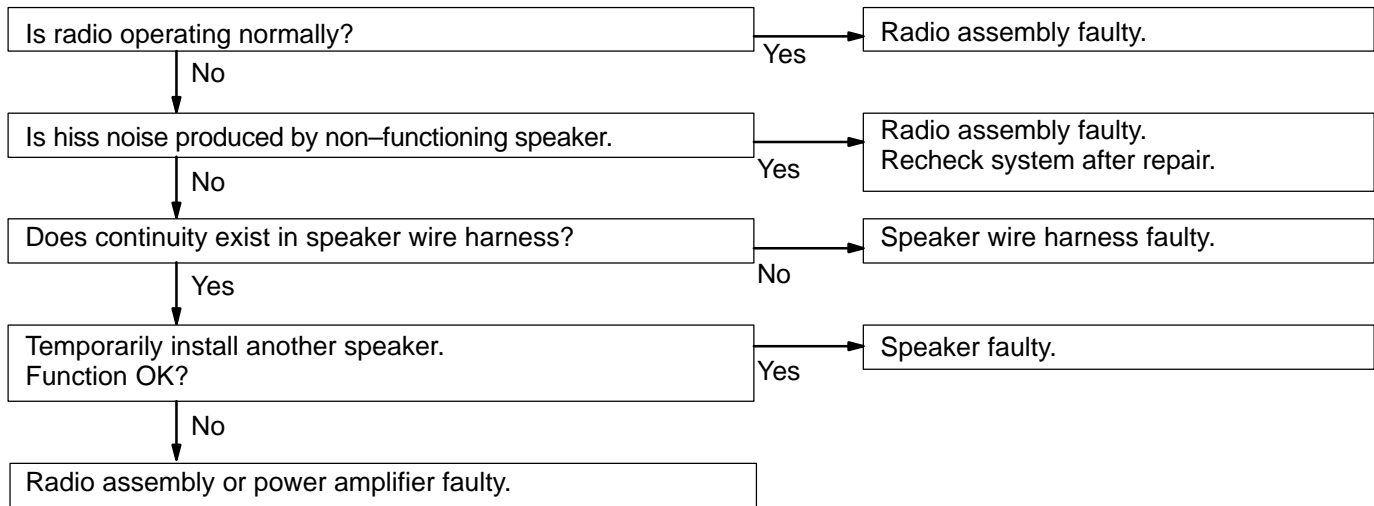 Is radio operating normally?
Yes
Radio assembly faulty.
No
Is hiss noise produced by non–functioning speaker.
Yes
Radio assembly faulty.
Recheck system after repair.
No
Does continuity exist in speaker wire harness?
No
Speaker wire harness faulty.
Yes
Temporarily install another speaker.
Function OK?
Yes
Speaker faulty.
No
Radio assembly or power amplifier faulty.